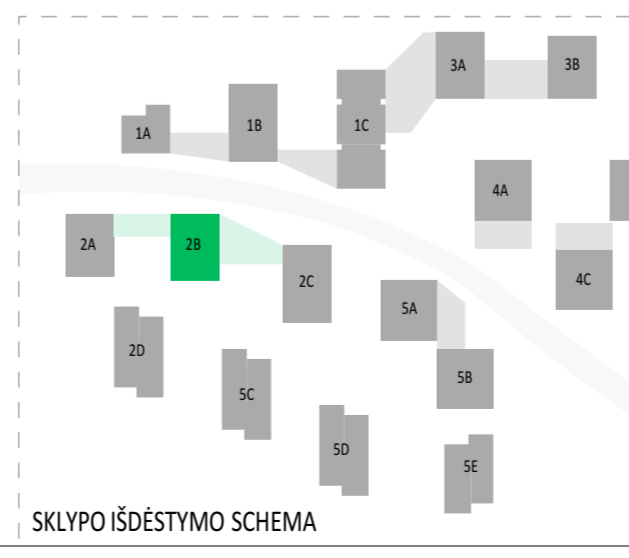 3A
3B
1A
1B
1C
4A
2A
2B
2C
4C
5A
2D
5B
5C
5D
5E
SKLYPO IŠDĖSTYMO SCHEMA